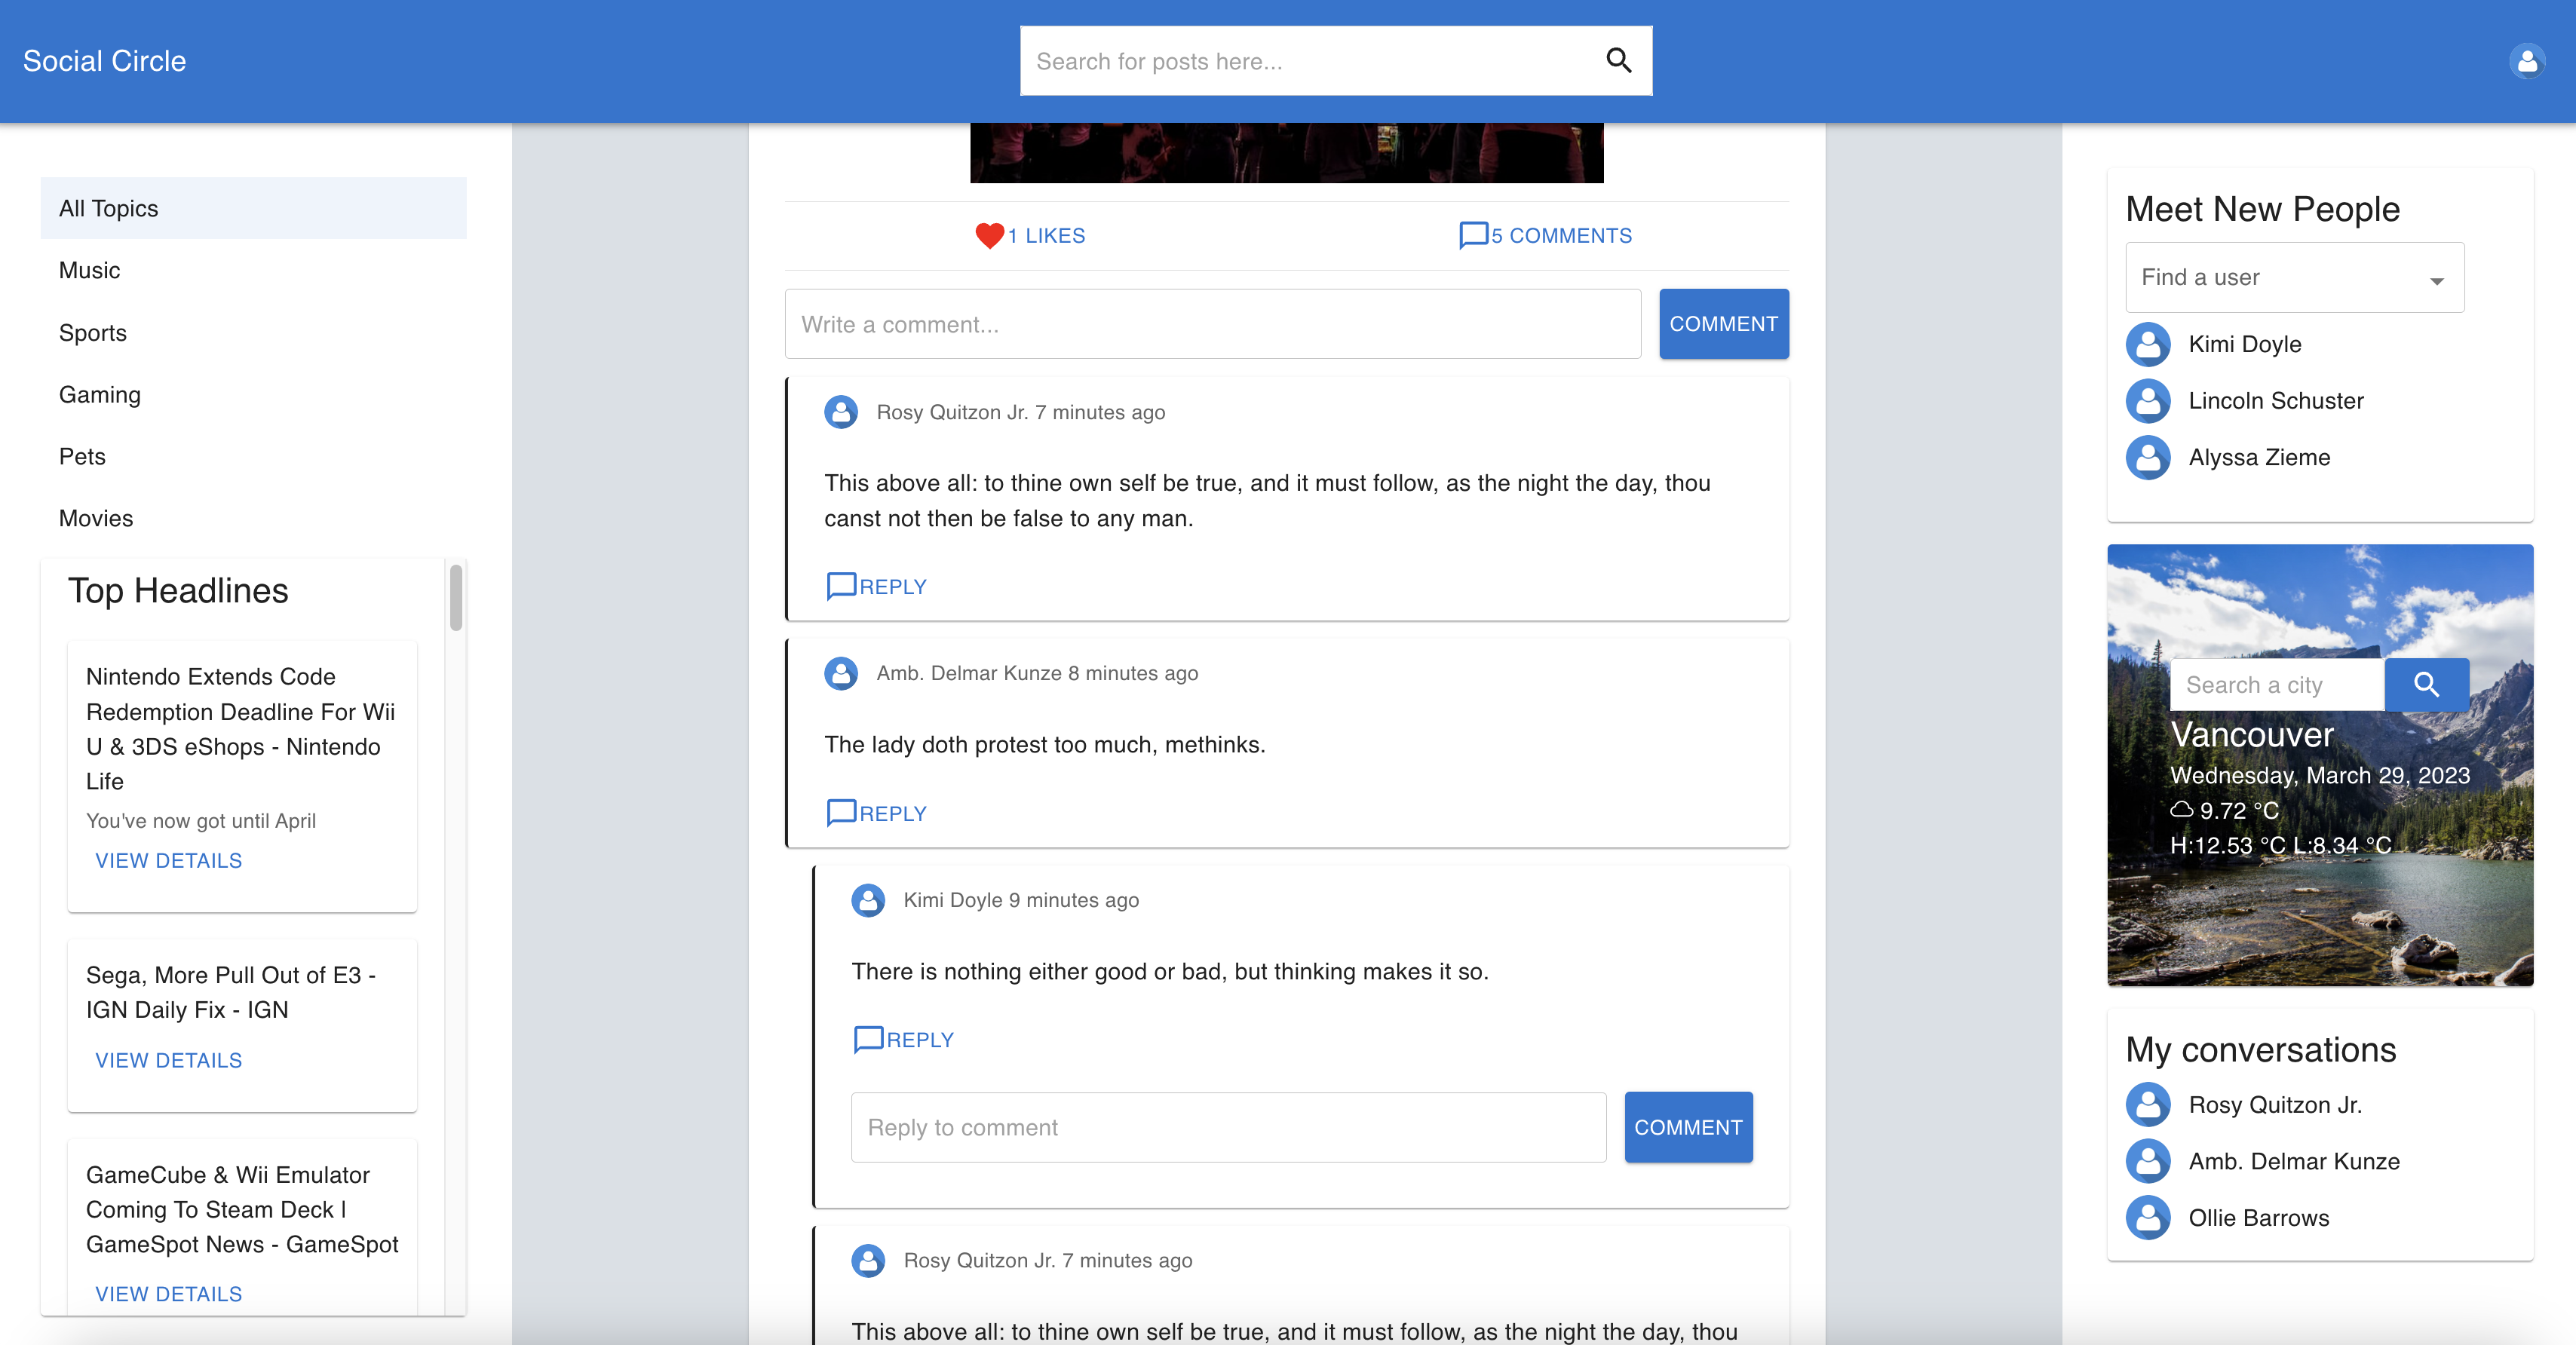 Social Circle
Search for posts here...
All Topics
Music
Sports
Gaming
Pets
Movies
Top Headlines
Nintendo Extends Code
Redemption Deadline For Wii
U & 3DS eShops - Nintendo
Life
You've now got until April
VIEW DETAILS
Sega, More Pull Out of E3 -
IGN Daily Fix - IGN
VIEW DETAILS
GameCube & Wii Emulator
Coming To Steam Deck |
GameSpot News - GameSpot
VIEW DETAILS
1 LIKES
5 COMMENTS
Write a comment...
COMMENT
Rosy Quitzon Jr. 7 minutes ago
This above all: to thine own self be true, and it must follow, as the night the day, thou
canst not then be false to any man.
REPLY
Amb. Delmar Kunze 8 minutes ago
The lady doth protest too much, methinks.
REPLY
Kimi Doyle 9 minutes ago
There is nothing either good or bad, but thinking makes it so.
REPLY
Reply to comment
COMMENT
Rosy Quitzon Jr. 7 minutes ago
This above all: to thine own self be true, and it must follow, as the night the day, thou
Meet New People
Find a user
Kimi Doyle
Lincoln Schuster
Alyssa Zieme
Search a city
Vancouver
Wednesday, March 29, 2023
9.72 °C
H:12.53 °C L:8.34 °C
My conversations
Rosy Quitzon Jr.
Amb. Delmar Kunze
Ollie Barrows